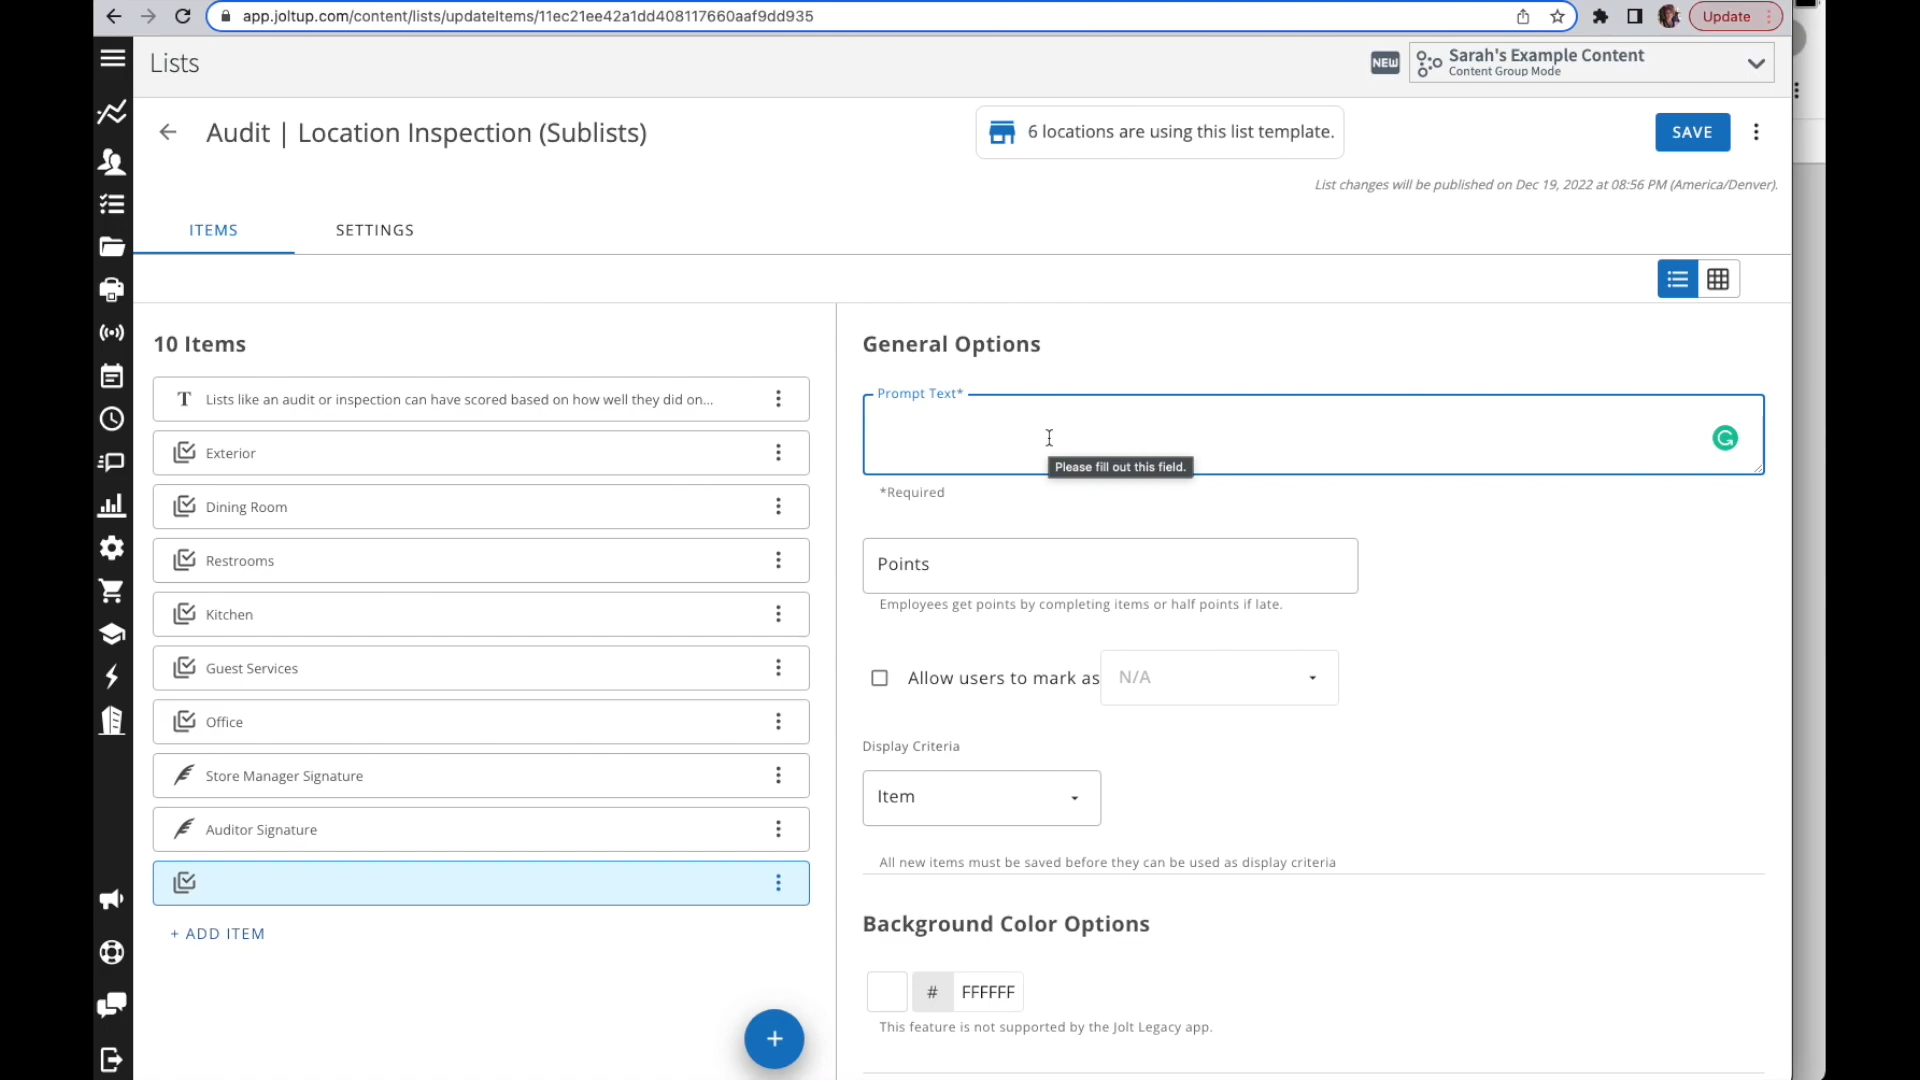 app.joltup.com/content/lists/updateItems/11ec21ee42a1dd408117660aaf9dd935
Update
Lists
NEW
Sarah's Example Content
Content Group Mode
Audit | Location Inspection (Sublists)
6 locations are using this list template.
SAVE
List changes will be published on Dec 19, 2022 at 08:56 PM (America/Denver).
ITEMS
SETTINGS
10 Items
T Lists like an audit or inspection can have scored based on how well they did on...
Exterior
Dining Room
Restrooms
Kitchen
Guest Services
Office
Store Manager Signature
Auditor Signature
+ ADD ITEM
+
General Options
Prompt Text*
G
Please fill out this field.
*Required
Points
Employees get points by completing items or half points if late.
Allow users to mark as N/A
Display Criteria
Item
All new items must be saved before they can be used as display criteria
Background Color Options
# FFFFFF
This feature is not supported by the Jolt Legacy app.